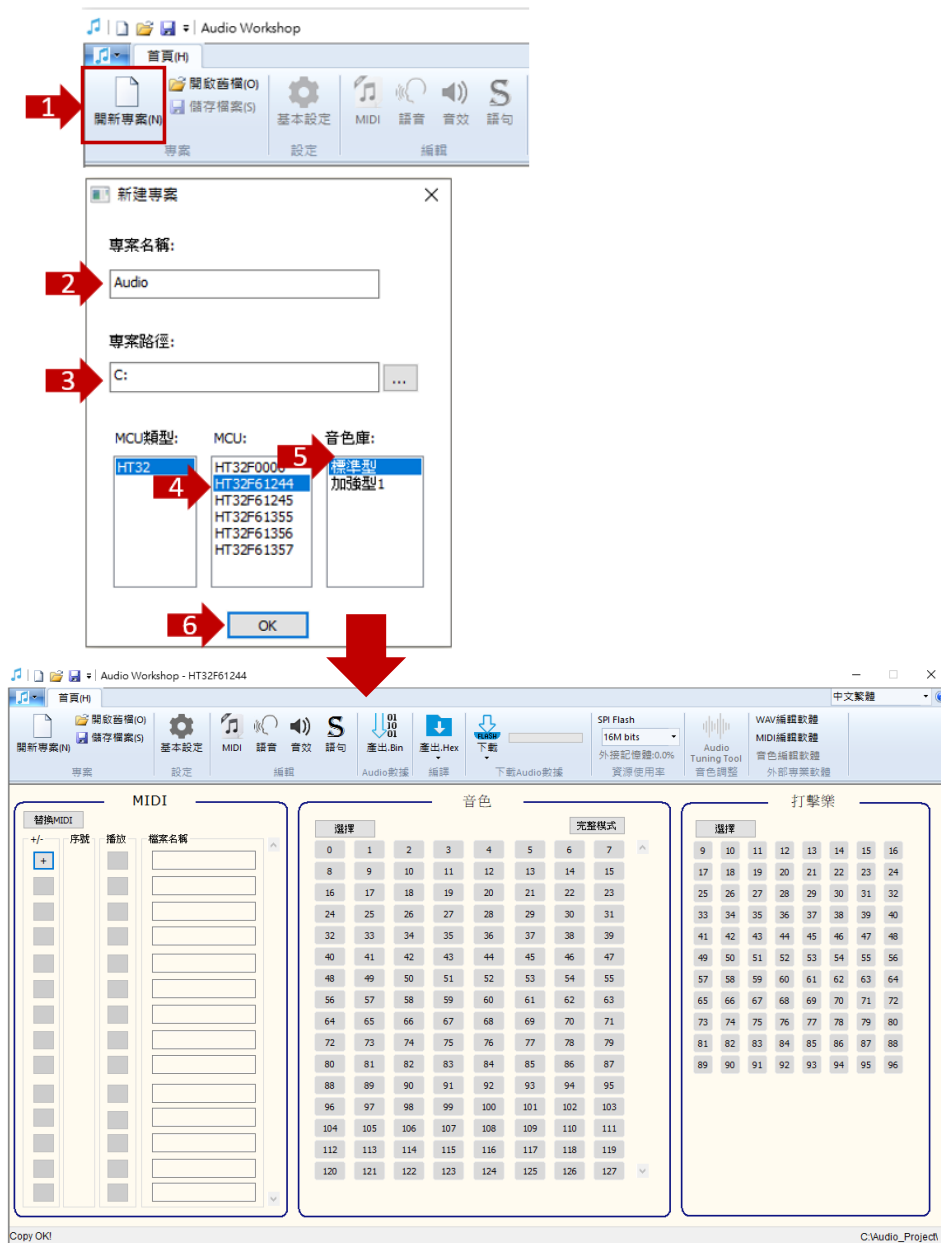 Audio Workshop
首頁(H)
1
開新專案(N)
開啟舊檔(O)
儲存檔案(S)
基本設定
MIDI
語音
音效
S
語句
專案
設定
編輯
新建專案
專案名稱:
2
Audio
專案路徑:
3
C:
...
MCU類型:
MCU:
音色庫:
HT32
4
HT32F61244
HT32F61245
HT32F61355
HT32F61356
HT32F61357
5
標準型
加強型1
6
OK
Audio Workshop - HT32F61244
首頁(H)
中文繁體
開新專案(N)
開啟舊檔(O)
儲存檔案(S)
基本設定
MIDI
語音
音效
S
語句
01
10
01
產出.Bin
產出.Hex
FLASH
下載
SPI Flash
16M bits
外接記憶體:0.0%
Audio
Tuning Tool
WAV編輯軟體
MIDI編輯軟體
音色編輯軟體
專案
設定
編輯
Audio數據
編譯
下載Audio數據
資源使用率
音色調整
外部專業軟體
MIDI
替換MIDI
+/- 序號 播放 檔案名稱
+
音色
選擇 完整模式
0 1 2 3 4 5 6 7
8 9 10 11 12 13 14 15
16 17 18 19 20 21 22 23
24 25 26 27 28 29 30 31
32 33 34 35 36 37 38 39
40 41 42 43 44 45 46 47
48 49 50 51 52 53 54 55
56 57 58 59 60 61 62 63
64 65 66 67 68 69 70 71
72 73 74 75 76 77 78 79
80 81 82 83 84 85 86 87
88 89 90 91 92 93 94 95
96 97 98 99 100 101 102 103
104 105 106 107 108 109 110 111
112 113 114 115 116 117 118 119
120 121 122 123 124 125 126 127
打擊樂
選擇
9 10 11 12 13 14 15 16
17 18 19 20 21 22 23 24
25 26 27 28 29 30 31 32
33 34 35 36 37 38 39 40
41 42 43 44 45 46 47 48
49 50 51 52 53 54 55 56
57 58 59 60 61 62 63 64
65 66 67 68 69 70 71 72
73 74 75 76 77 78 79 80
81 82 83 84 85 86 87 88
89 90 91 92 93 94 95 96
Copy OK!
C:\Audio_Project\